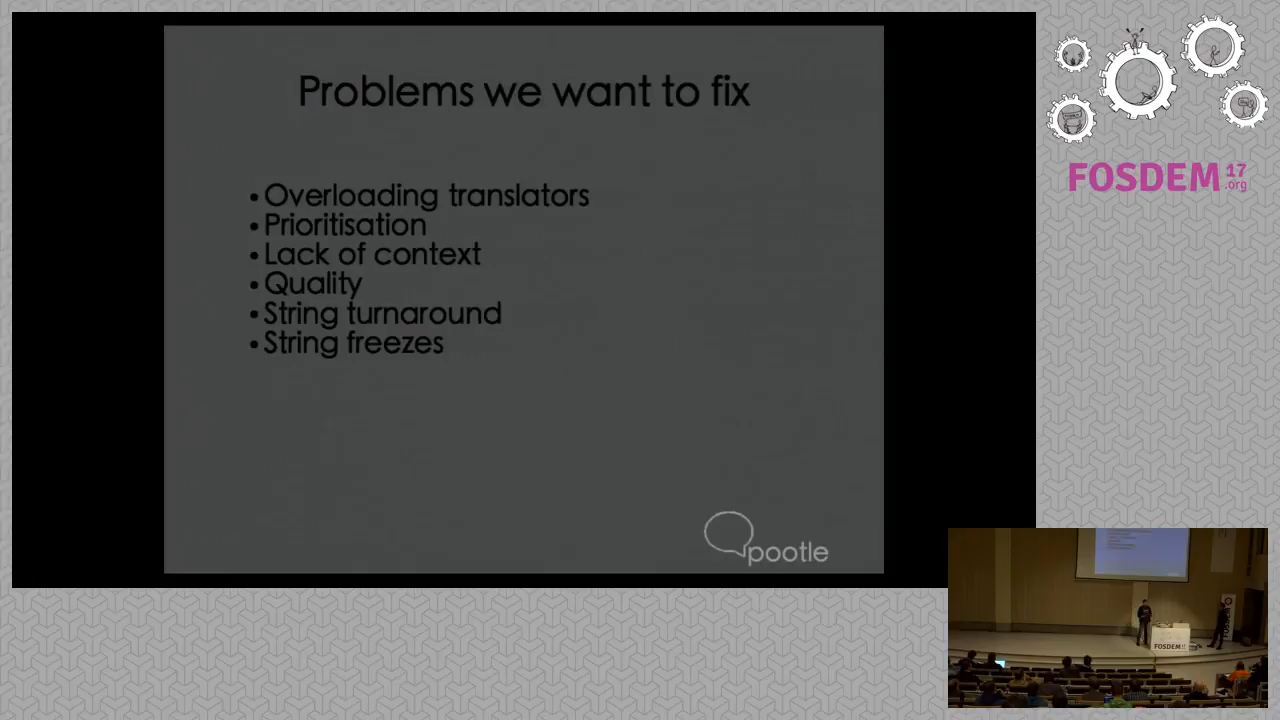 Problems we want to fix
•Overloading translators
•Prioritisation
•Lack of context
•Quality
•String turnaround
•String freezes
pootle
FOSDEM 17
.org
FOSDEM